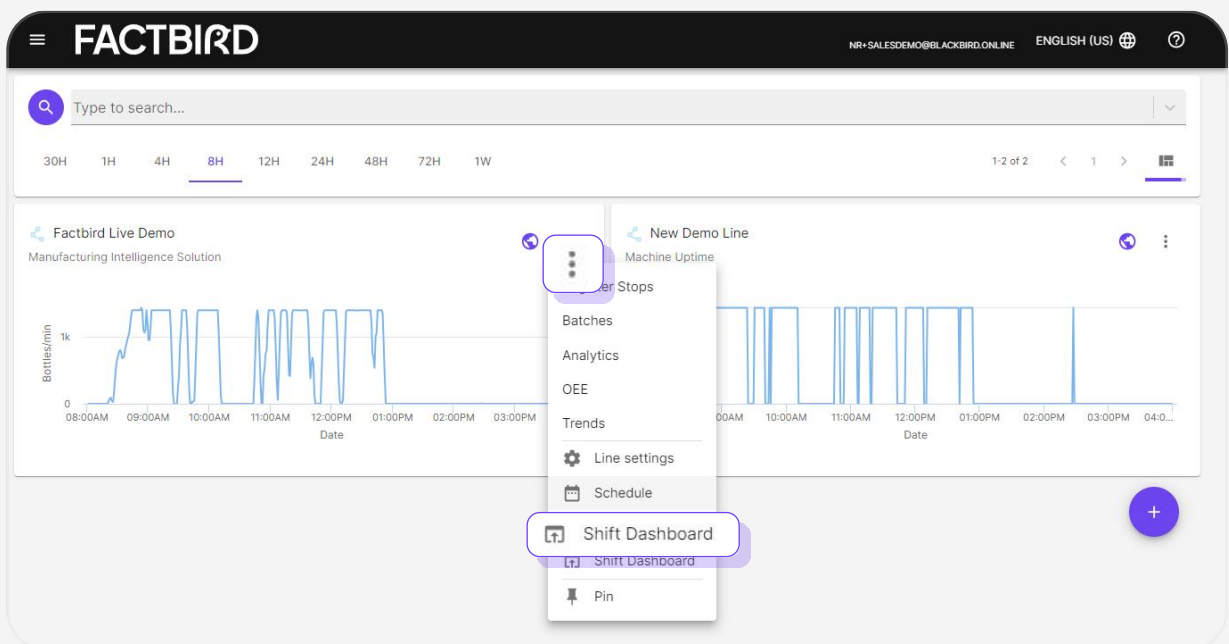 FACTBIRD
NR+SALESDEMO@BLACKBIRD.ONLINE ENGLISH (US)
Type to search...
30H 1H 4H 8H 12H 24H 48H 72H 1W
1-2 of 2 1
Factbird Live Demo
Manufacturing Intelligence Solution
Bottles/min
1k
0
08:00AM 09:00AM 10:00AM 11:00AM 12:00PM 01:00PM 02:00PM 03:00PM
Date
New Demo Line
Machine Uptime
00AM 10:00AM 11:00AM 12:00PM 01:00PM 02:00PM 03:00PM 04:0...
Date
er Stops
Batches
Analytics
OEE
Trends
Line settings
Schedule
Shift Dashboard
Shift Dashboard
Pin